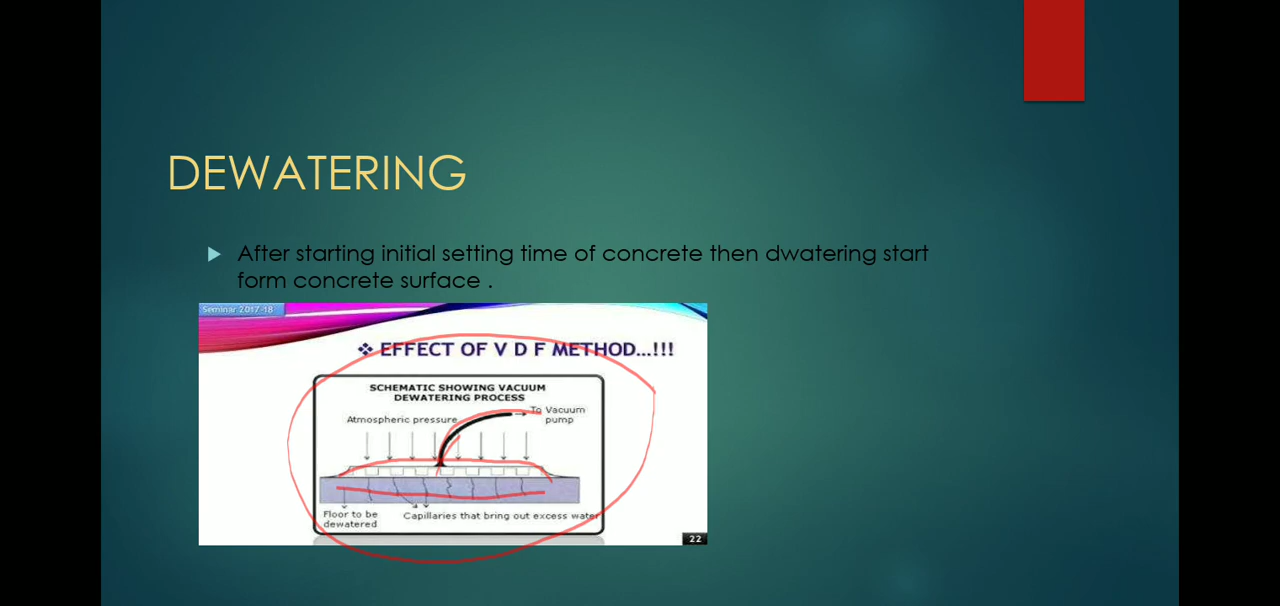 DEWATERING
After starting initial setting time of concrete then dwatering start
form concrete surface .
Seminar 2017-18
❖ EFFECT OF V D F METHOD...!!!
SCHEMATIC SHOWING VACUUM
DEWATERING PROCESS
Atmospheric pressure
To Vacuum
pump
Floor to be
dewatered
Capillaries that bring out excess water
22